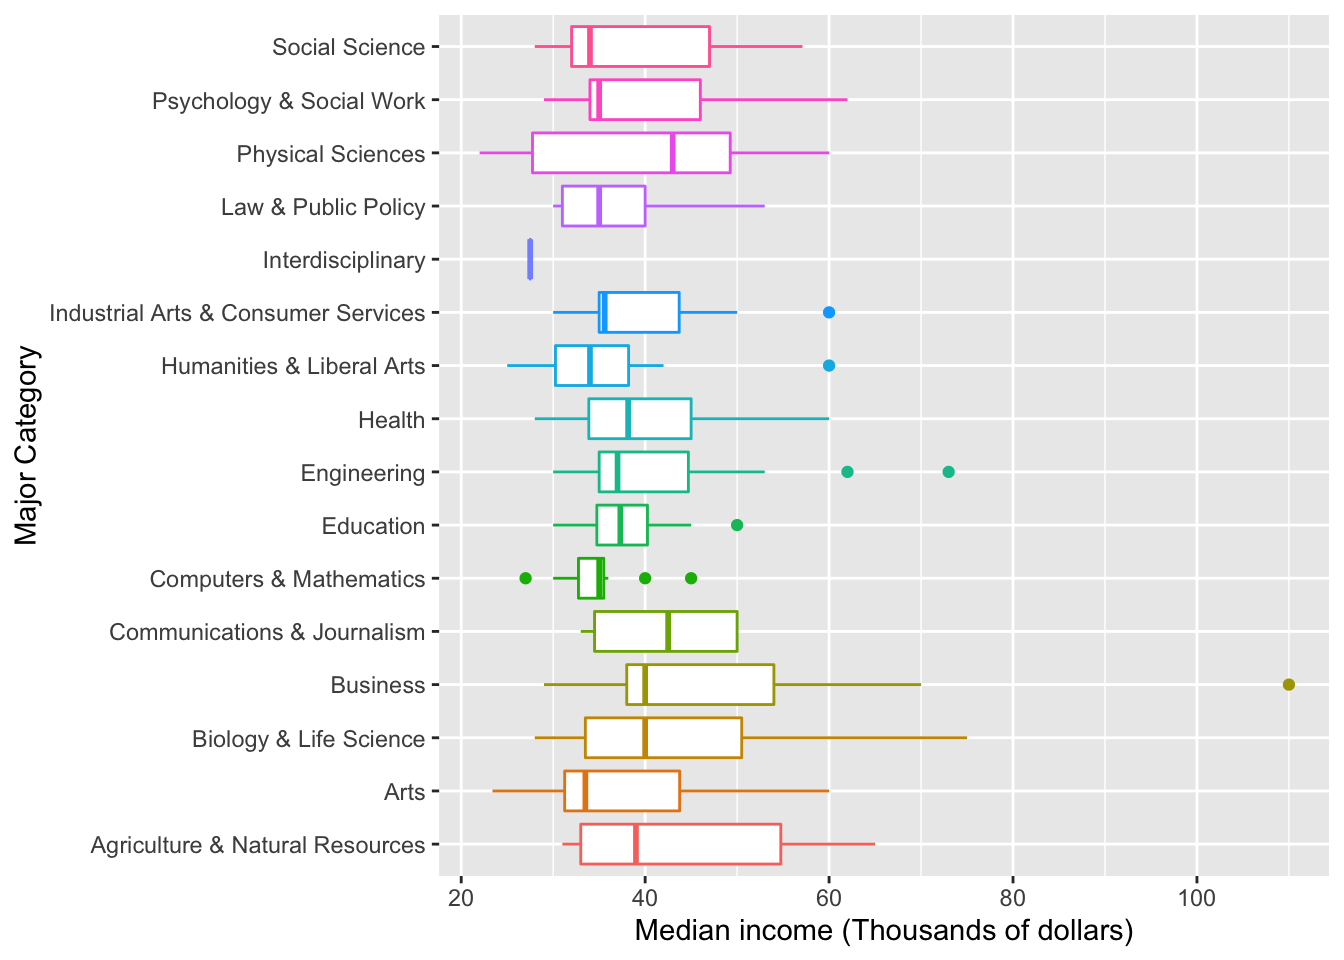 Social Science
Psychology & Social Work
Physical Sciences
Law & Public Policy
Interdisciplinary
Industrial Arts & Consumer Services
Humanities & Liberal Arts
Health
Engineering
Education
Computers & Mathematics
Communications & Journalism
Business
Biology & Life Science
Arts
Agriculture & Natural Resources
Major Category
20 40 60 80 100
Median income (Thousands of dollars)